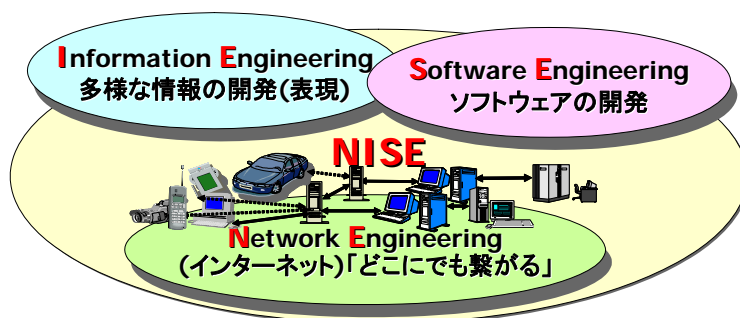 Information Engineering
多様な情報の開発(表現)
Software Engineering
ソフトウェアの開発
NISE
Network Engineering
(インターネット)「どこにでも繋がる」